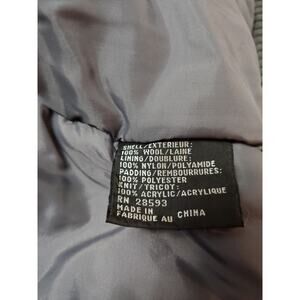 SHELL/EXTERIEUR:
100% WOOL/LAINE
LINING/DOUBLURE:
100% NYLON/POLYAMIDE
PADDING/REMBOURRURES:
100% POLYESTER
KNIT/TRICOT:
100% ACRYLIC/ACRYLIQUE
RN 28593
MADE IN
FABRIQUE AU CHINA